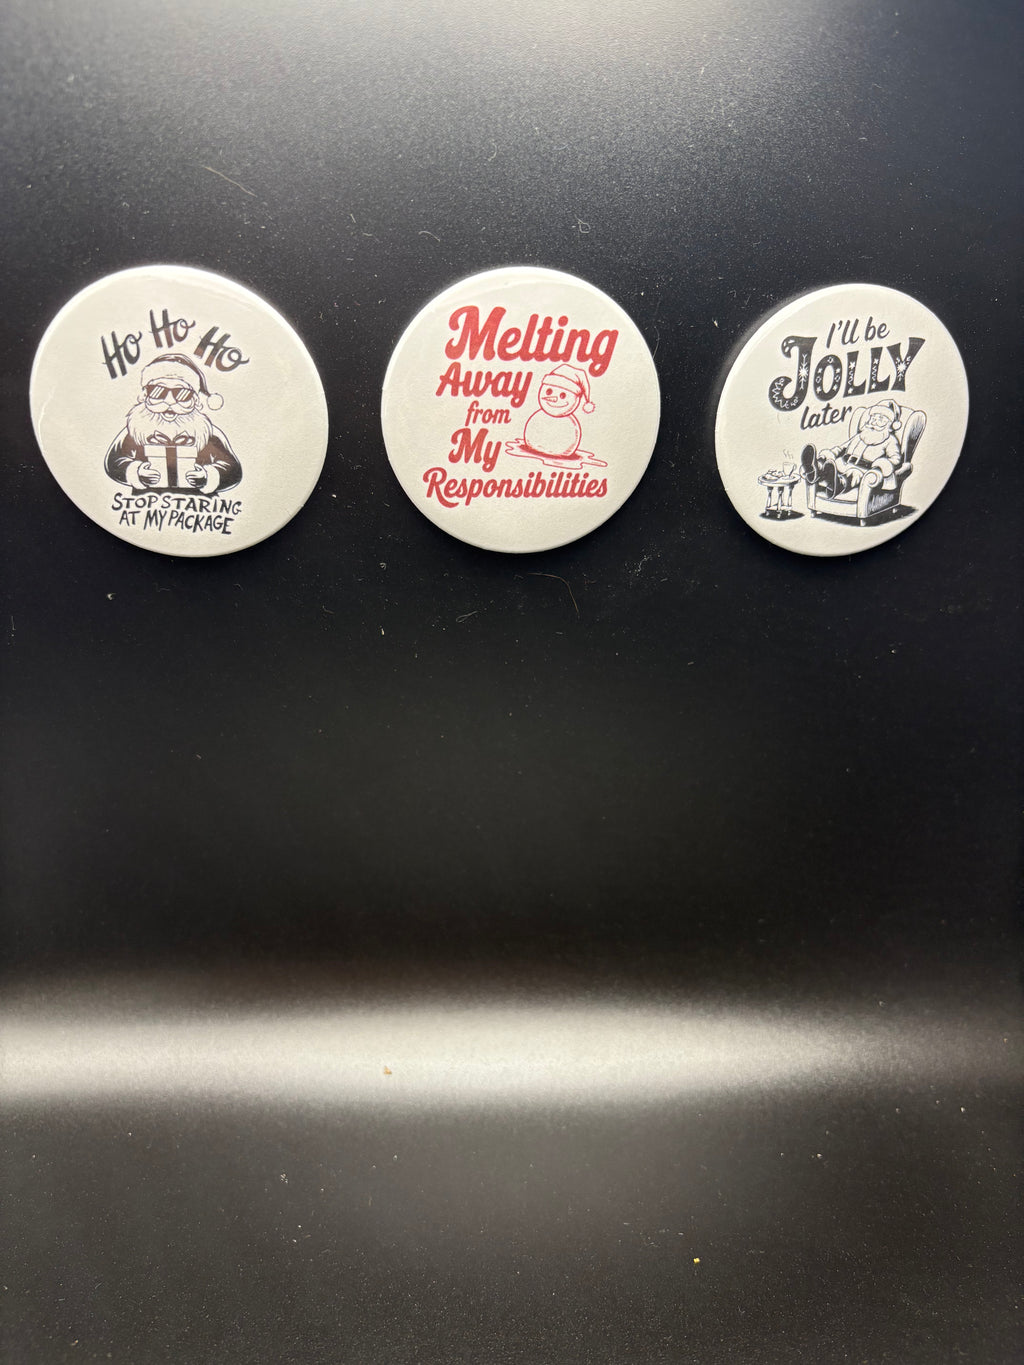 Ho Ho Ho
STOP STARING
AT MY PACKAGE
Melting
Away
from
My
Responsibilities
I'll be
JOLLY
later